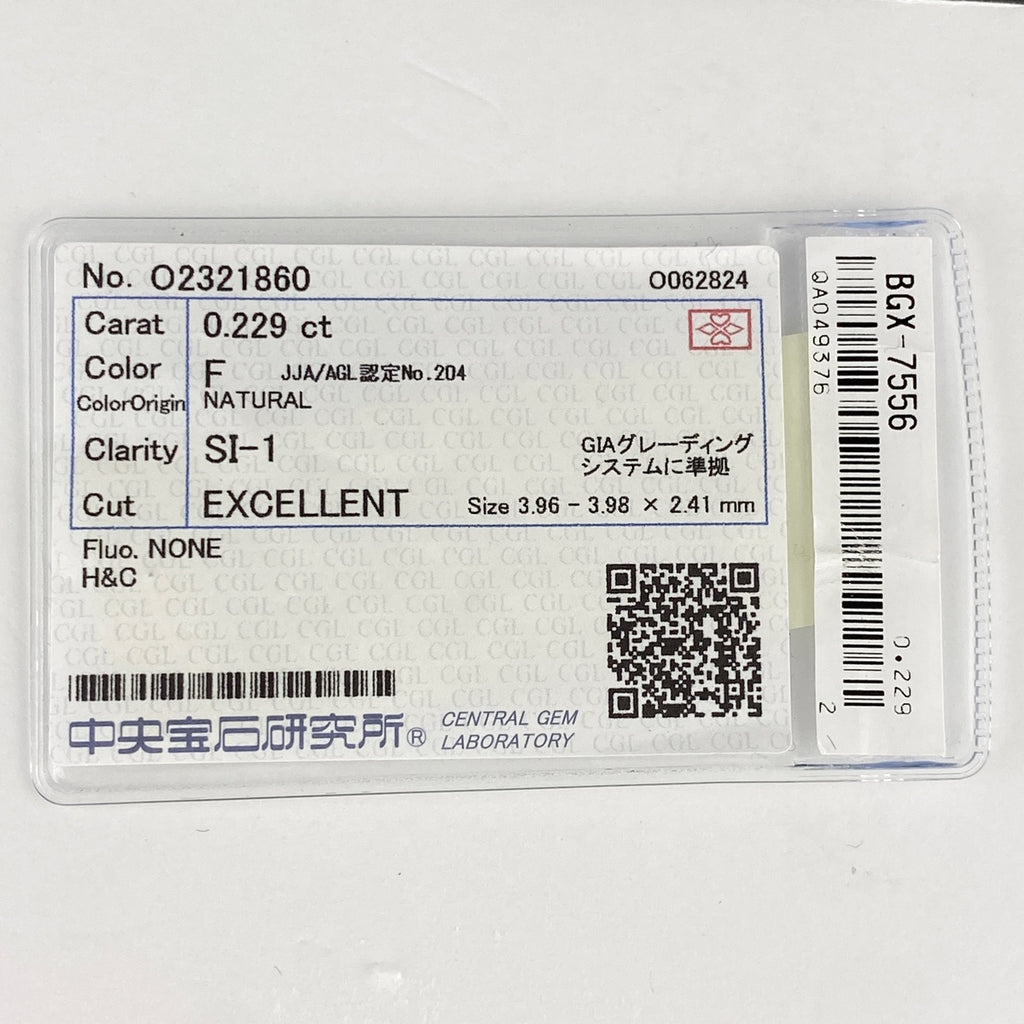 No. O2321860
O062824
Carat 0.229 ct
Color F JJA/AGL認定No.204
ColorOrigin NATURAL
Clarity SI-1
GIAグレーディング
システムに準拠
Cut EXCELLENT Size 3.96 - 3.98 × 2.41 mm
Fluo. NONE
H&C
中央宝石研究所® CENTRAL GEM
LABORATORY
BGX-7556
QA049376
0.229
2